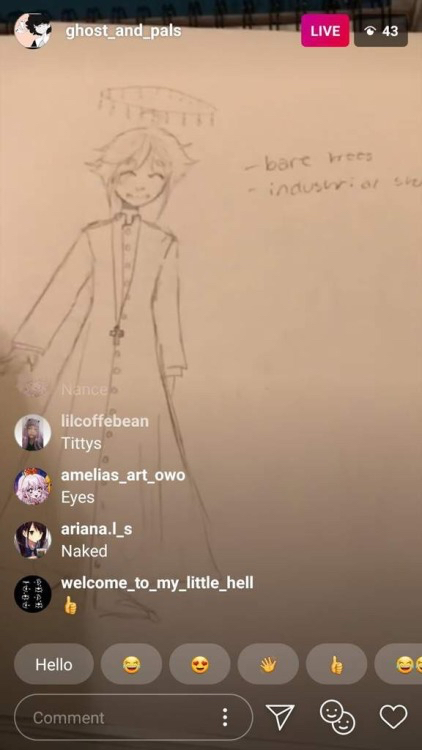 ghost_and_pals
LIVE
43
- bare trees
- industrial
Nance
lilcoffebean
Tittys
amelias_art_owo
Eyes
ariana.l_s
Naked
welcome_to_my_little_hell
👍
Hello
Comment